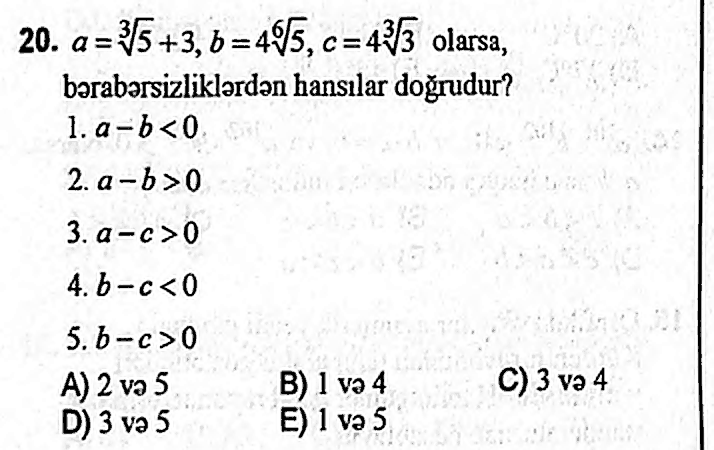 20. a = ∛5 + 3, b = 4⁶√5, c = 4∛3 olarsa,
bərabərsizliklərdən hansılar doğrudur?
1. a – b < 0
2. a – b > 0
3. a – c > 0
4. b – c < 0
5. b – c > 0
A) 2 və 5 B) 1 və 4 C) 3 və 4
D) 3 və 5 E) 1 və 5